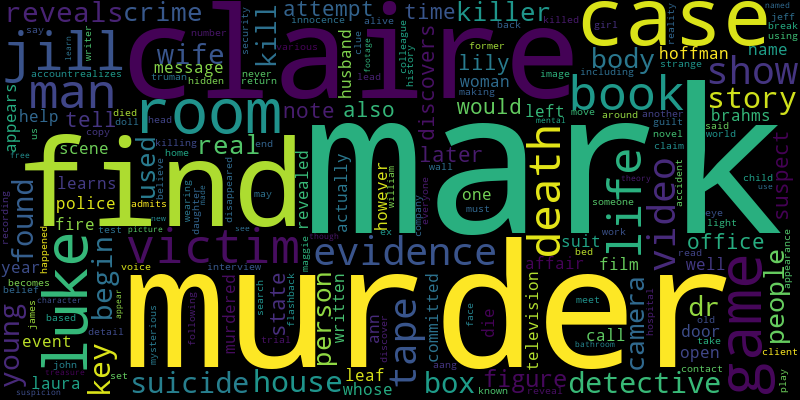 reveals crime attempt time killer case
jill claire
man wife kill husband lily body hoffman show
message woman name
room book story
note also would left brahms
tell help real later
scene
find mark death life video suspect
found used learns police fire
victim evidence suit office
luke begin
murder game people
young year event key
state person tape camera dr
affair film call door open
murdered written committed television
laura suicide house box figure detective
leaf whose
appears discovers revealed actually however one
including image colleague history former back
security footage clue lead various innocence alive
number girl named jeff break using
say learn writer account realizes
truman hidden never return making
killed reality strange
doll head killing home end may
died us copy free
wearing daughter made disappeared believe
admits new picture see test
recording happened becomes belief
james character based detail john
appear voice mysterious interview following
search flashback trial maggie though
ann discover ex must william company everyone
wall eye light move around another guilt novel said claim world
mental someone work accident child use theory
well read old take contact client play
meet bed bathroom hospital face die aang known reveal
set suspicion treasure appearance